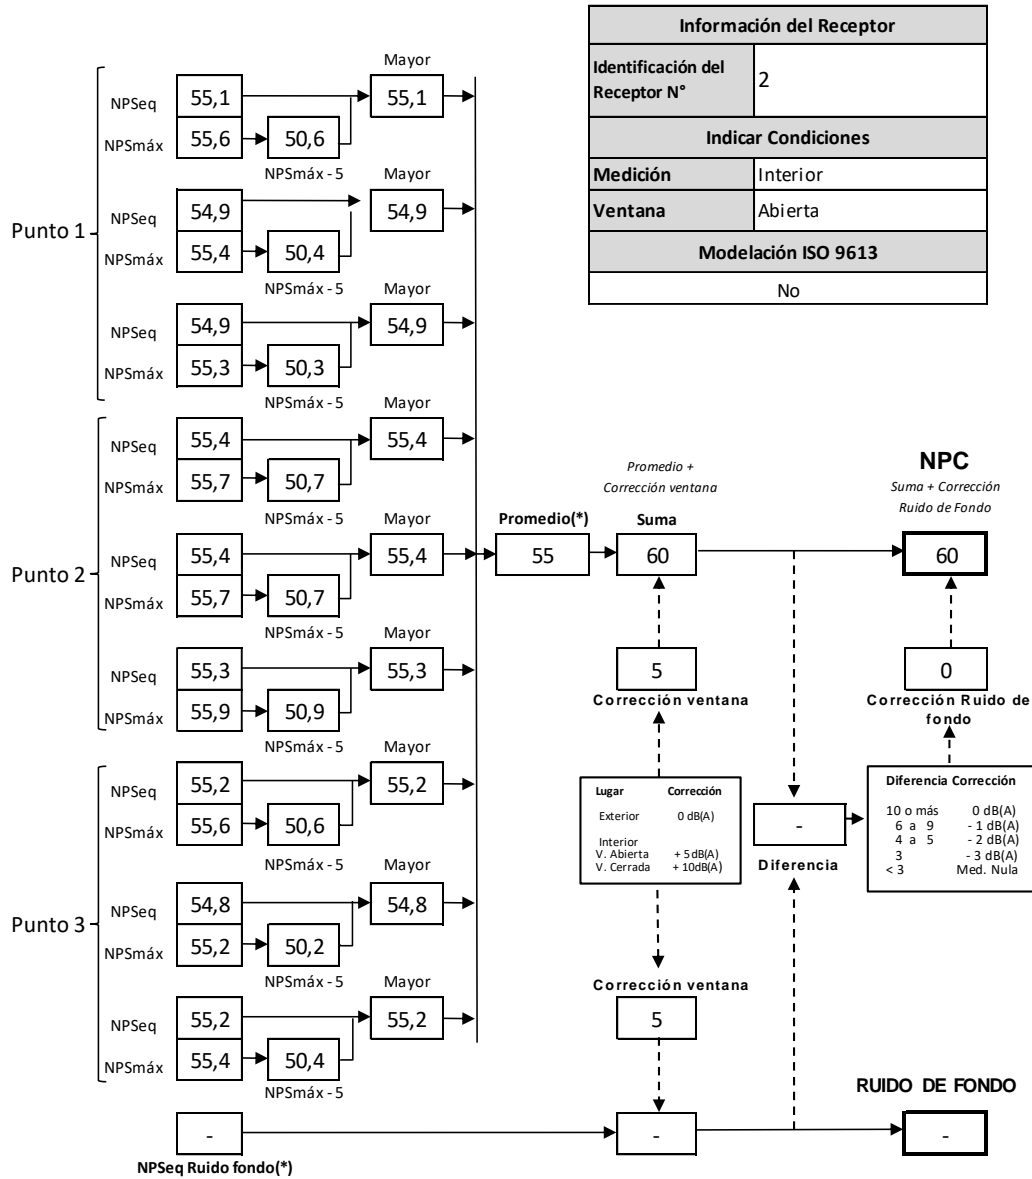 Información del Receptor
Identificación del
Receptor N°
2
Indicar Condiciones
Medición Interior
Ventana Abierta
Modelación ISO 9613
No
Punto 1
Mayor
NPSeq 55,1 55,1
NPSmáx 55,6 50,6
NPSmáx - 5
Mayor
NPSeq 54,9 54,9
NPSmáx 55,4 50,4
NPSmáx - 5
Mayor
NPSeq 54,9 54,9
NPSmáx 55,3 50,3
NPSmáx - 5
Punto 2
Mayor
NPSeq 55,4 55,4
NPSmáx 55,7 50,7
NPSmáx - 5
Mayor
NPSeq 55,4 55,4
NPSmáx 55,7 50,7
NPSmáx - 5
Mayor
NPSeq 55,3 55,3
NPSmáx 55,9 50,9
NPSmáx - 5
Punto 3
Mayor
NPSeq 55,2 55,2
NPSmáx 55,6 50,6
NPSmáx - 5
Mayor
NPSeq 54,8 54,8
NPSmáx 55,2 50,2
NPSmáx - 5
Mayor
NPSeq 55,2 55,2
NPSmáx 55,4 50,4
NPSmáx - 5
-
NPSeq Ruido fondo(*)
Promedio(*)
55
Promedio +
Corrección ventana
Suma
60
5
Corrección ventana
Lugar Corrección
Exterior 0 dB(A)
Interior
V. Abierta + 5dB(A)
V. Cerrada + 10dB(A)
Corrección ventana
5
-
-
Diferencia
NPC
Suma + Corrección
Ruido de Fondo
60
0
Corrección Ruido de
fondo
Diferencia Corrección
10 o más 0 dB(A)
6 a 9 - 1 dB(A)
4 a 5 - 2 dB(A)
3 - 3 dB(A)
< 3 Med. Nula
RUIDO DE FONDO
-